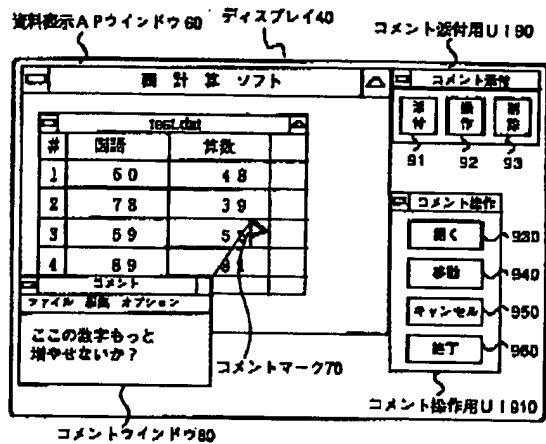 資料表示APウインドウ60
ディスプレイ40
コメント添付用UI90
表計算ソフト
コメント添付
添付
操作
削除
91 92 93
test.dat
# 国語 算数
1 60 48
2 78 39
3 59
4 89
コメント操作
開く
930
移動
940
キャンセル
950
終了
960
コメント
ファイル 編集 オプション
ここの数字もっと
増やせないか?
コメントマーク70
コメント操作用UI910
コメントウインドウ80